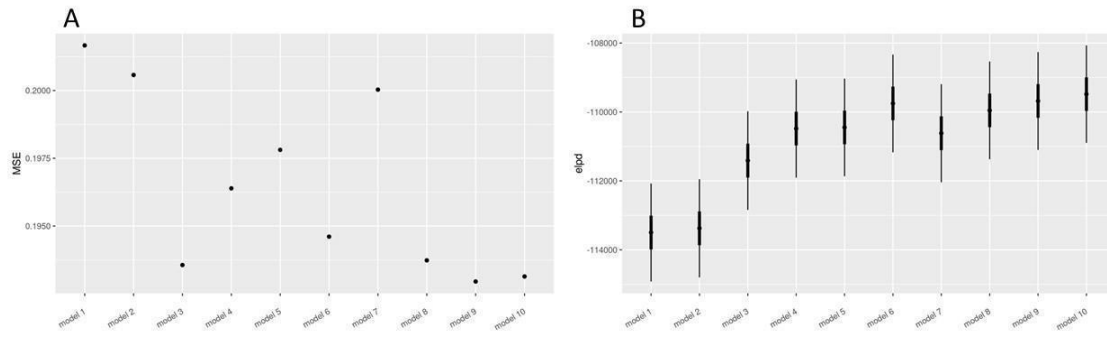 A
MSE
0.2000
0.1975
0.1950
model 1
model 2
model 3
model 4
model 5
model 6
model 7
model 8
model 9
model 10
B
elpd
-108000
-110000
-112000
-114000
model 1
model 2
model 3
model 4
model 5
model 6
model 7
model 8
model 9
model 10